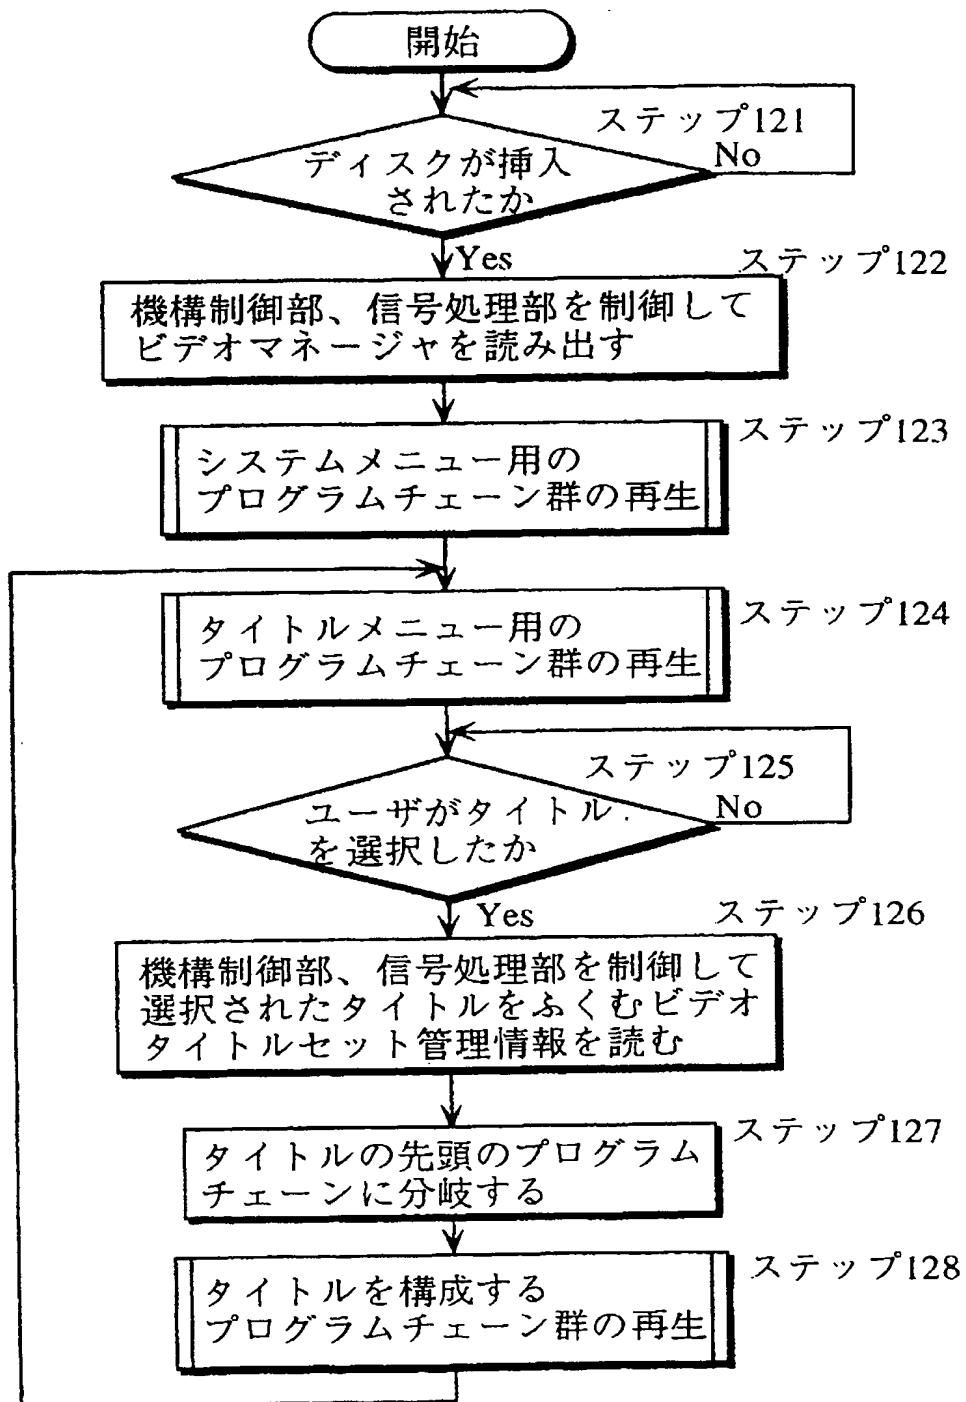 開始
ステップ121
ディスクが挿入
されたか
No
Yes
ステップ122
機構制御部、信号処理部を制御して
ビデオマネージャを読み出す
ステップ123
システムメニュー用の
プログラムチェーン群の再生
ステップ124
タイトルメニュー用の
プログラムチェーン群の再生
ステップ125
ユーザがタイトル
を選択したか
No
Yes
ステップ126
機構制御部、信号処理部を制御して
選択されたタイトルをふくむビデオ
タイトルセット管理情報を読む
ステップ127
タイトルの先頭のプログラム
チェーンに分岐する
ステップ128
タイトルを構成する
プログラムチェーン群の再生